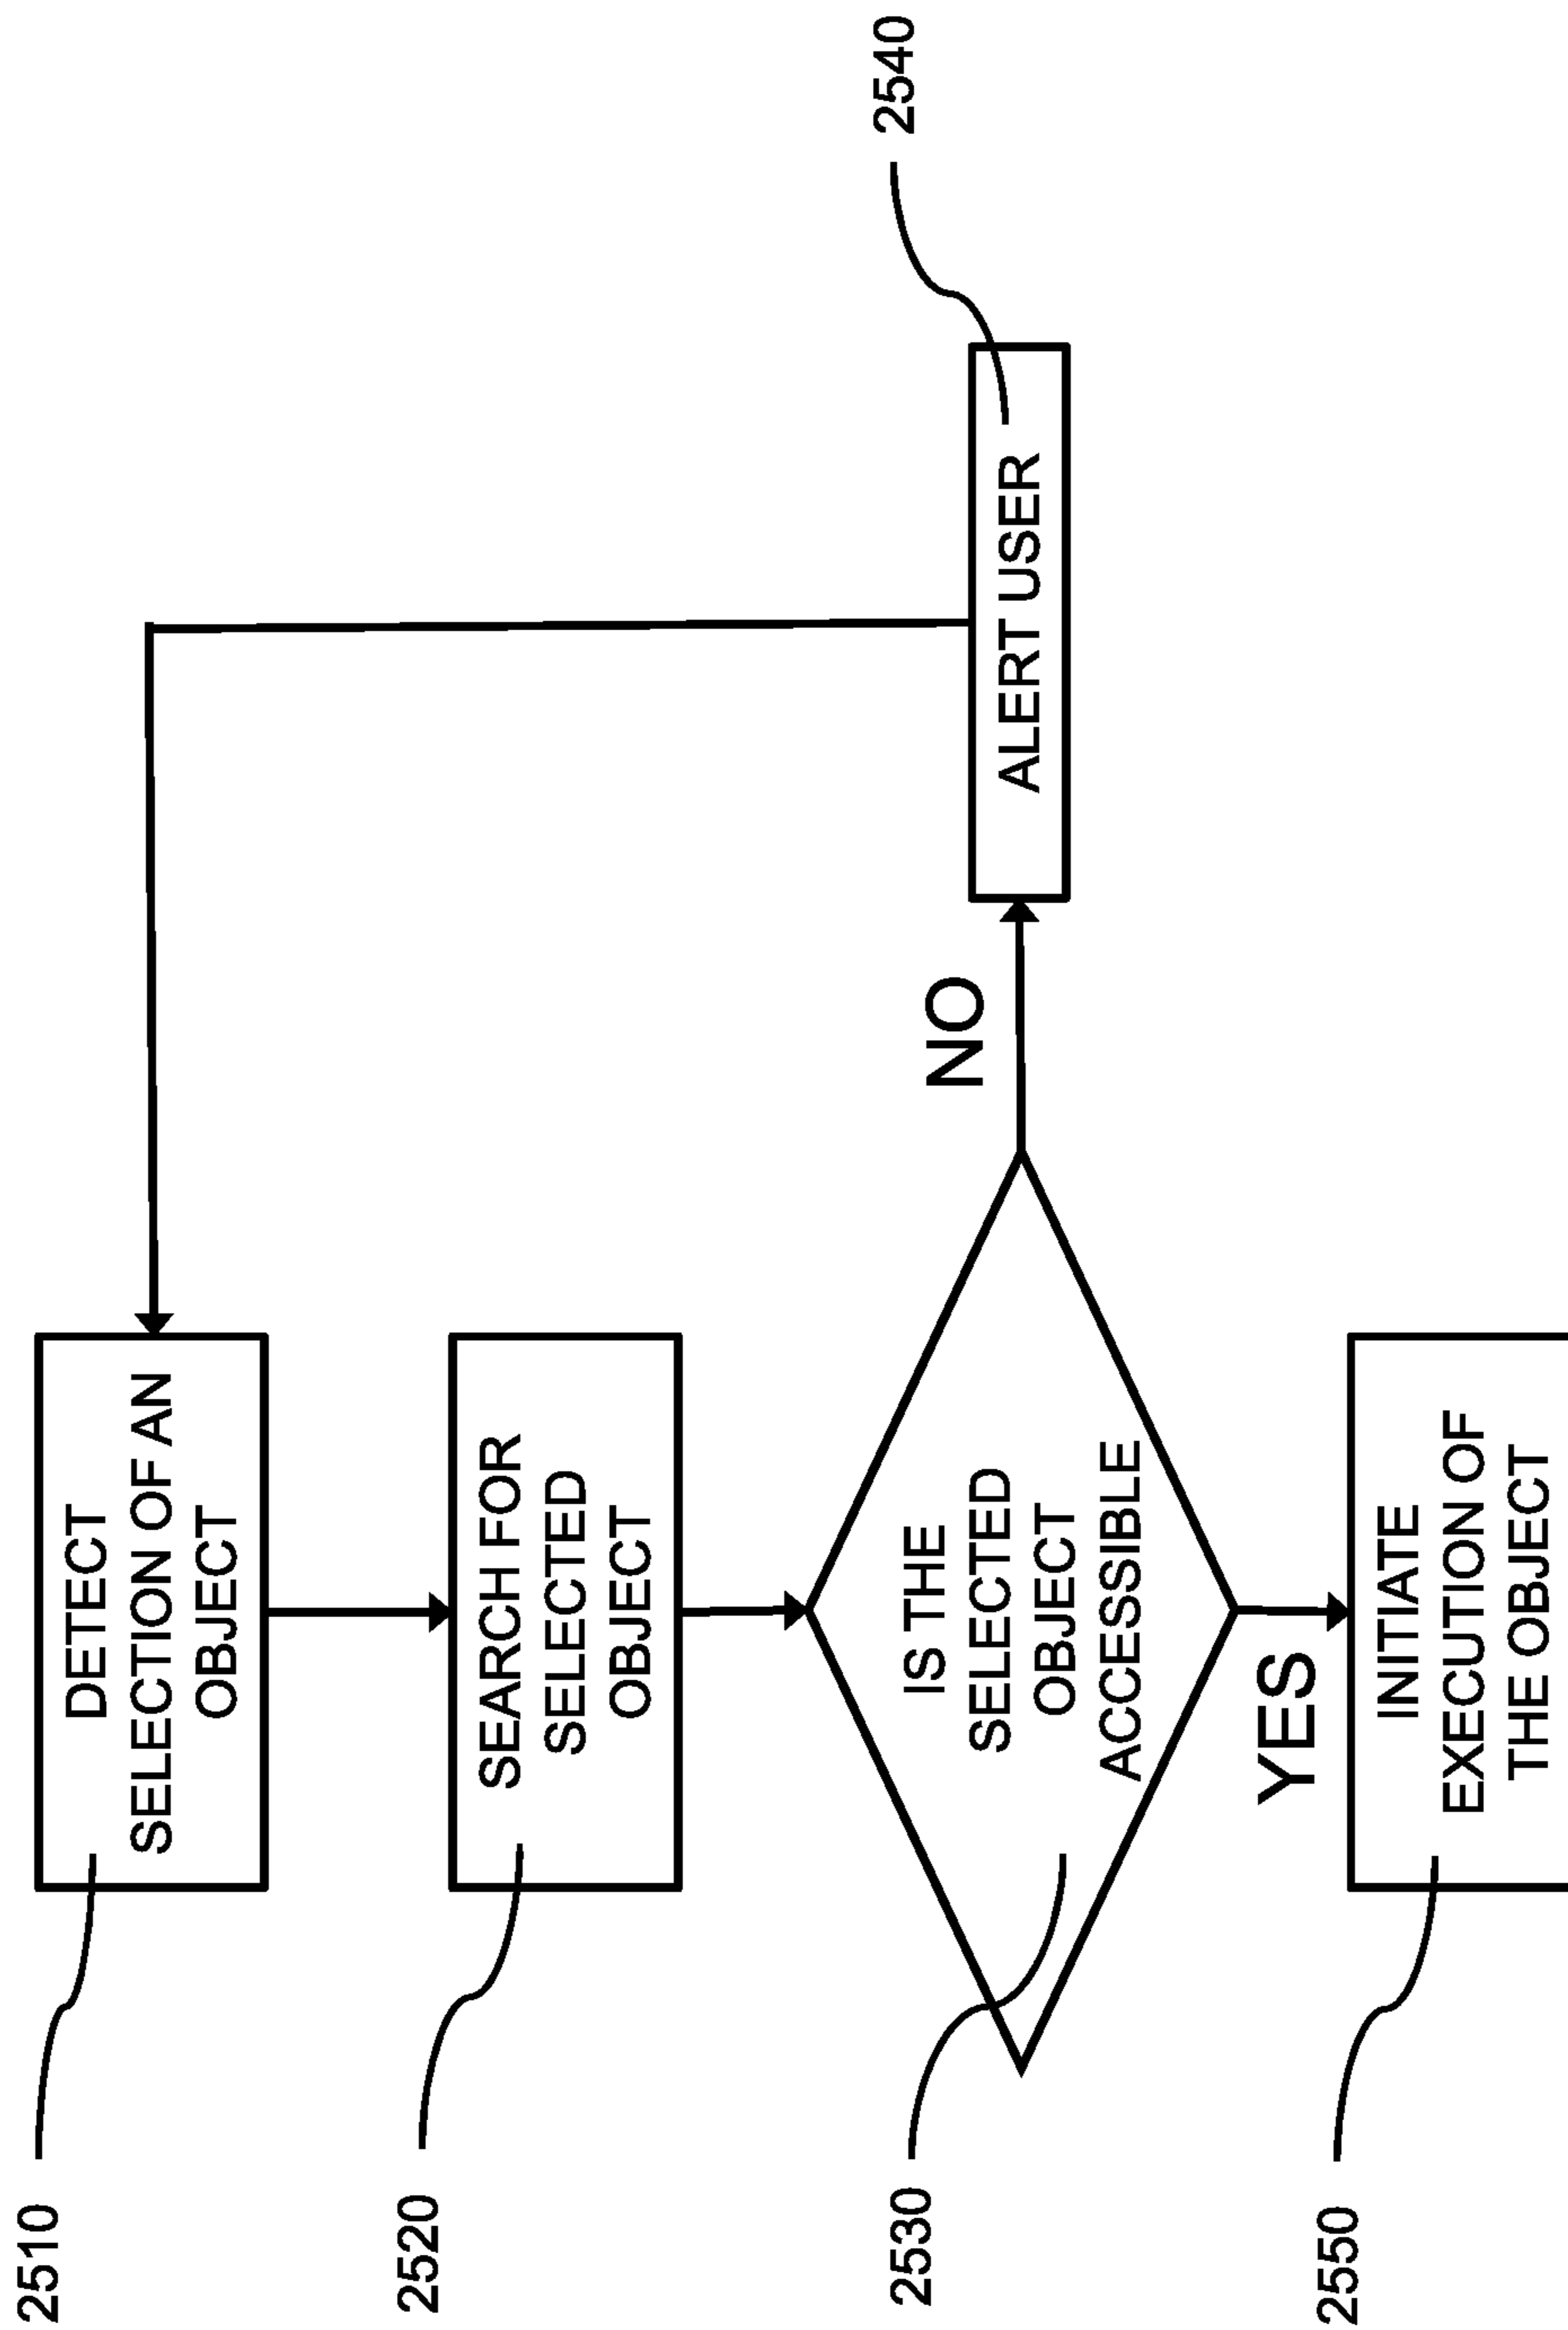 2510
DETECT
SELECTION OF AN
OBJECT
2520
SEARCH FOR
SELECTED
OBJECT
2530
IS THE
SELECTED
OBJECT
ACCESSIBLE
NO
2540
ALERT USER
YES
2550
INITIATE
EXECUTION OF
THE OBJECT